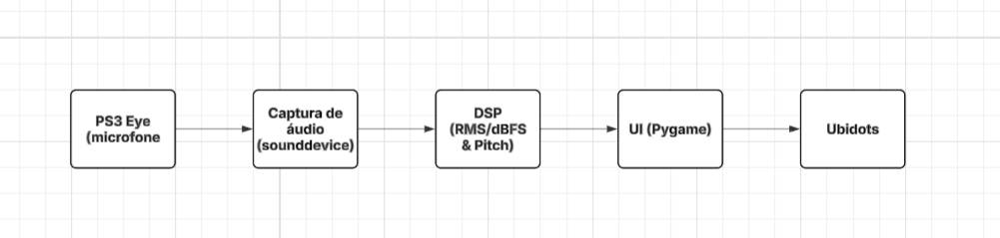 PS3 Eye
(microfone
Captura de
áudio
(sounddevice)
DSP
(RMS/dBFS
& Pitch)
UI (Pygame)
Ubidots